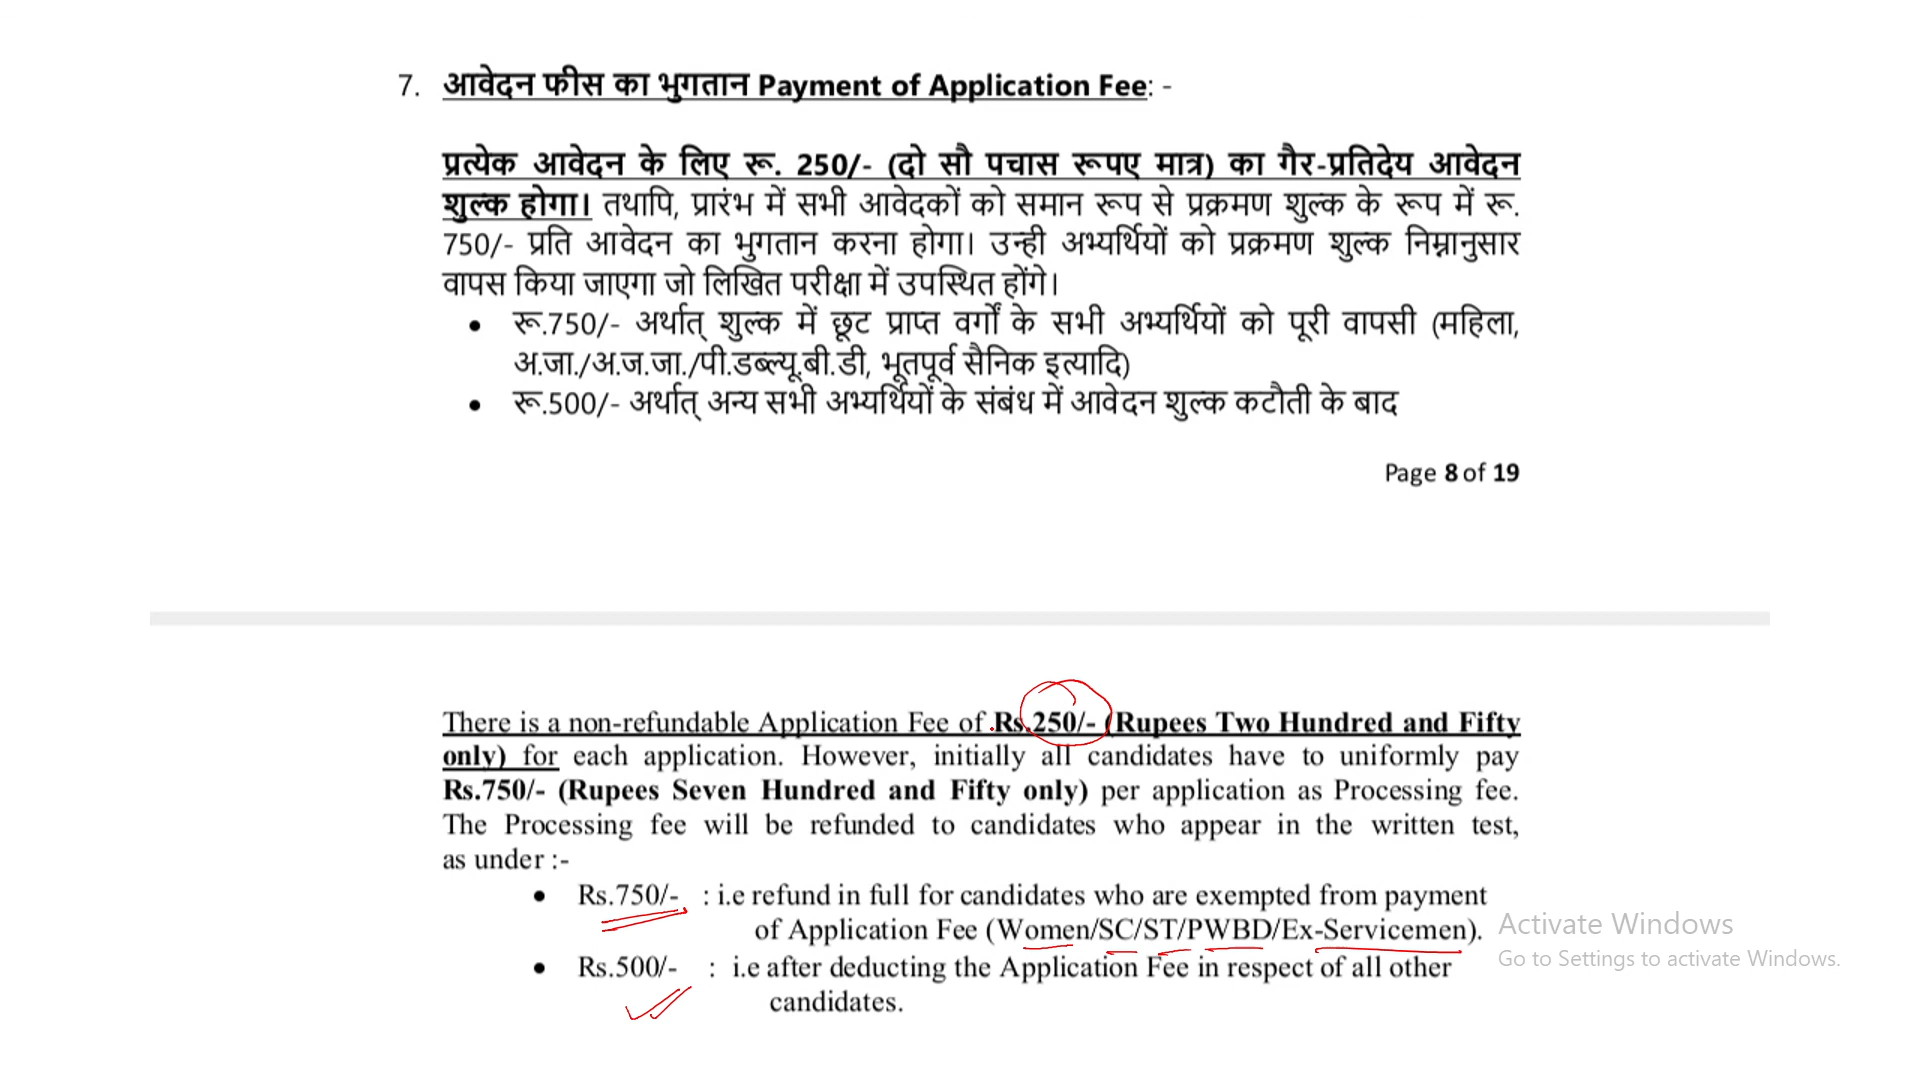 7. आवेदन फीस का भुगतान Payment of Application Fee: -
प्रत्येक आवेदन के लिए रू. 250/- (दो सौ पचास रूपए मात्र) का गैर-प्रतिदेय आवेदन
शुल्क होगा। तथापि, प्रारंभ में सभी आवेदकों को समान रूप से प्रक्रमण शुल्क के रूप में रू.
750/- प्रति आवेदन का भुगतान करना होगा। उन्ही अभ्यर्थियों को प्रक्रमण शुल्क निम्नानुसार
वापस किया जाएगा जो लिखित परीक्षा में उपस्थित होंगे।
• रू.750/- अर्थात् शुल्क में छूट प्राप्त वर्गों के सभी अभ्यर्थियों को पूरी वापसी (महिला,
अ.जा./अ.ज.जा./पी.डब्ल्यू.बी.डी, भूतपूर्व सैनिक इत्यादि)
• रू.500/- अर्थात् अन्य सभी अभ्यर्थियों के संबंध में आवेदन शुल्क कटौती के बाद
Page 8 of 19
There is a non-refundable Application Fee of Rs.250/- (Rupees Two Hundred and Fifty
only) for each application. However, initially all candidates have to uniformly pay
Rs.750/- (Rupees Seven Hundred and Fifty only) per application as Processing fee.
The Processing fee will be refunded to candidates who appear in the written test,
as under :-
• Rs.750/- : i.e refund in full for candidates who are exempted from payment
of Application Fee (Women/SC/ST/PWBD/Ex-Servicemen).
• Rs.500/- : i.e after deducting the Application Fee in respect of all other
candidates.
Activate Windows
Go to Settings to activate Windows.